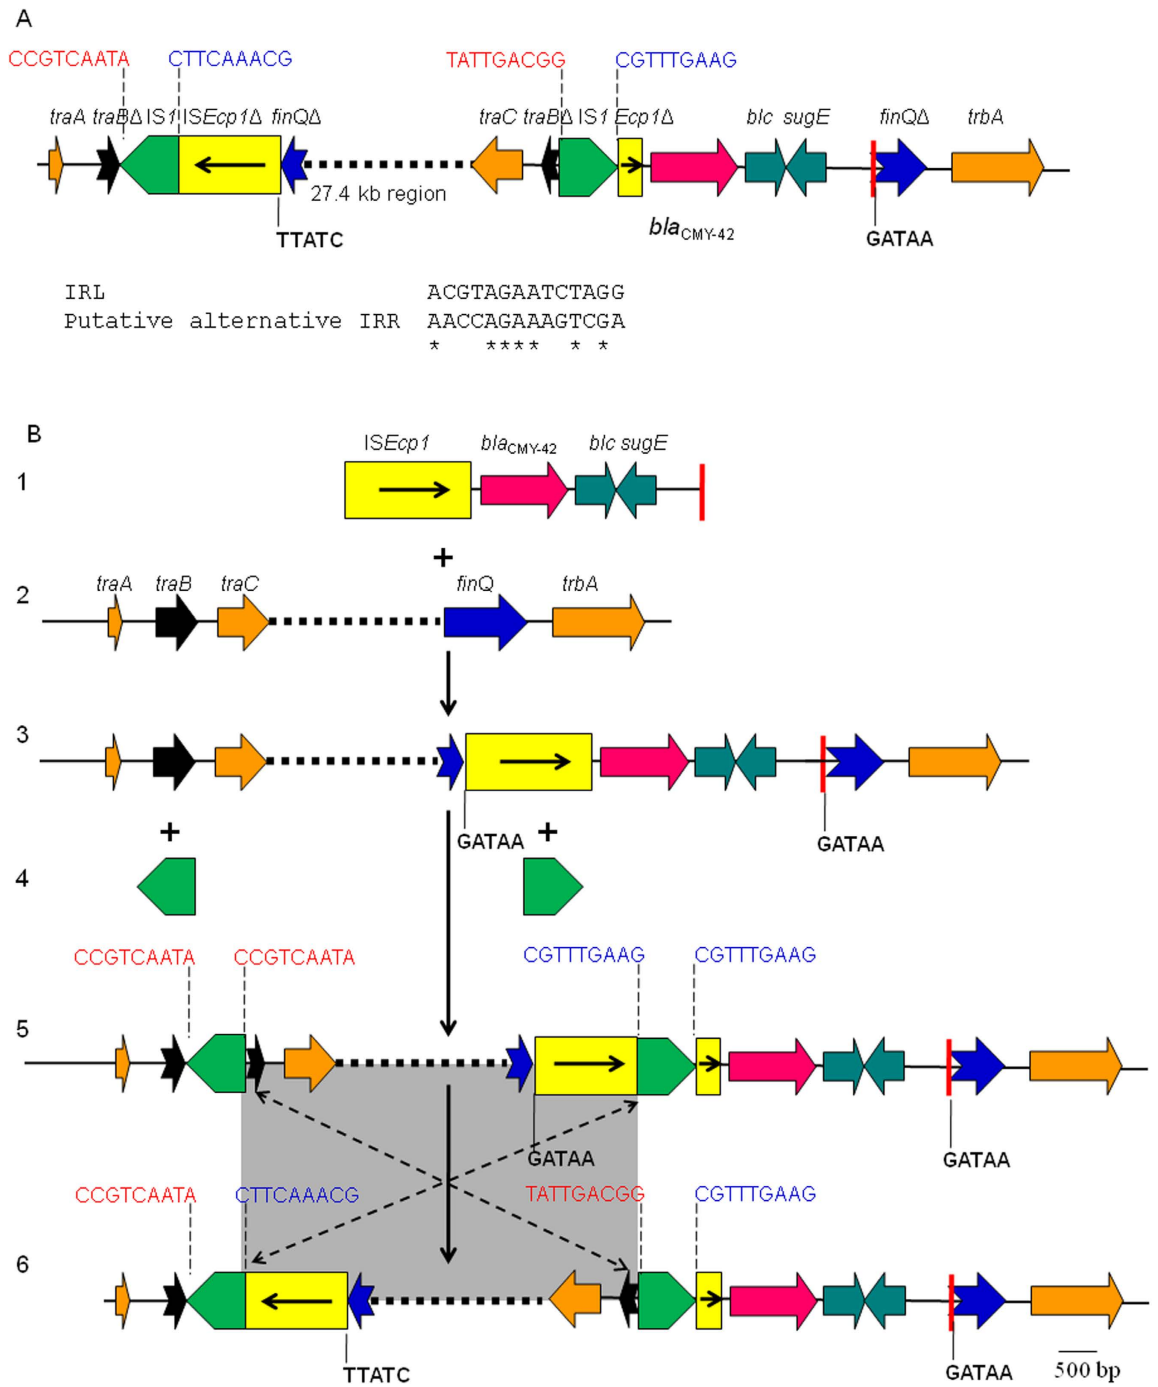 A
CCGTCAATA CTTCAAACG TATTGACGG CGTTTGAAG
traA traBΔ IS1 ISEcp1Δ finQΔ traC traBΔ IS1 Ecp1Δ blc sugE finQΔ trbA
27.4 kb region
blaCMY-42
TTATC GATAA
IRL ACGTAGAATCTAGG
Putative alternative IRR AACCAGAAAGTCGA
* **** * *
B
ISEcp1 blaCMY-42 blc sugE
1
+
traA traB traC finQ trbA
2
3
GATAA GATAA
+ +
4
CCGTCAATA CCGTCAATA CGTTTGAAG CGTTTGAAG
5
GATAA GATAA
CCGTCAATA CTTCAAACG TATTGACGG CGTTTGAAG
6
TTATC GATAA
500 bp